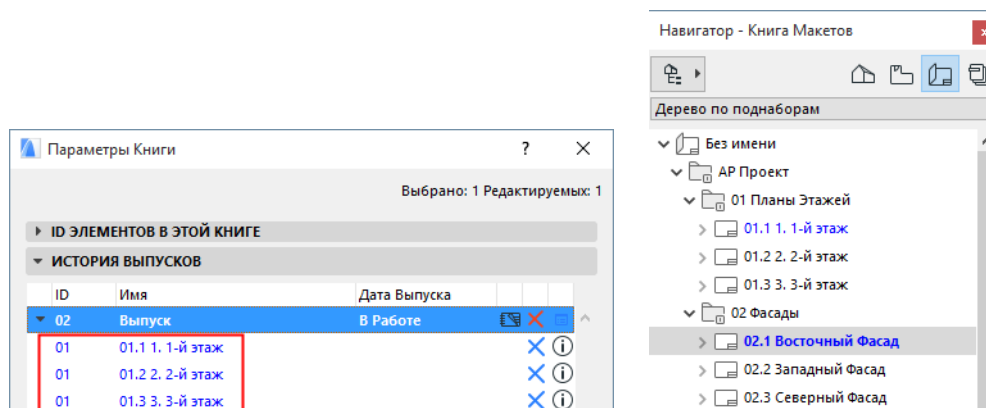 Навигатор - Книга Макетов
Дерево по поднаборам
Без имени
АР Проект
01 Планы Этажей
01.1 1. 1-й этаж
01.2 2. 2-й этаж
01.3 3. 3-й этаж
02 Фасады
02.1 Восточный Фасад
02.2 Западный Фасад
02.3 Северный Фасад
Параметры Книги ?
Выбрано: 1 Редактируемых: 1
ID ЭЛЕМЕНТОВ В ЭТОЙ КНИГЕ
ИСТОРИЯ ВЫПУСКОВ
ID Имя Дата Выпуска
02 Выпуск В Работе
01 01.1 1. 1-й этаж
01 01.2 2. 2-й этаж
01 01.3 3. 3-й этаж